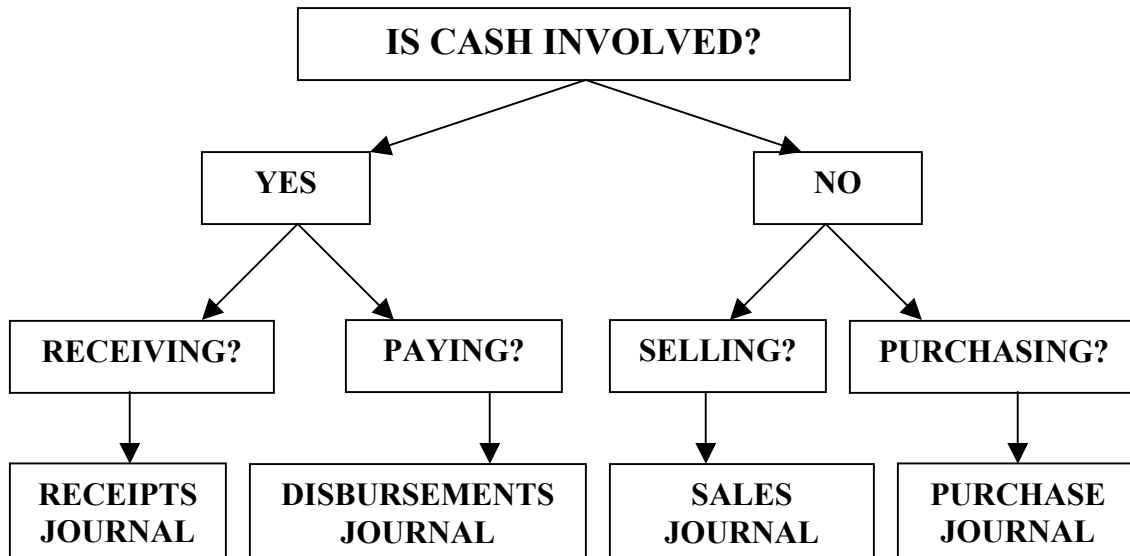 IS CASH INVOLVED?
YES
NO
RECEIVING?
PAYING?
SELLING?
PURCHASING?
RECEIPTS
JOURNAL
DISBURSEMENTS
JOURNAL
SALES
JOURNAL
PURCHASE
JOURNAL